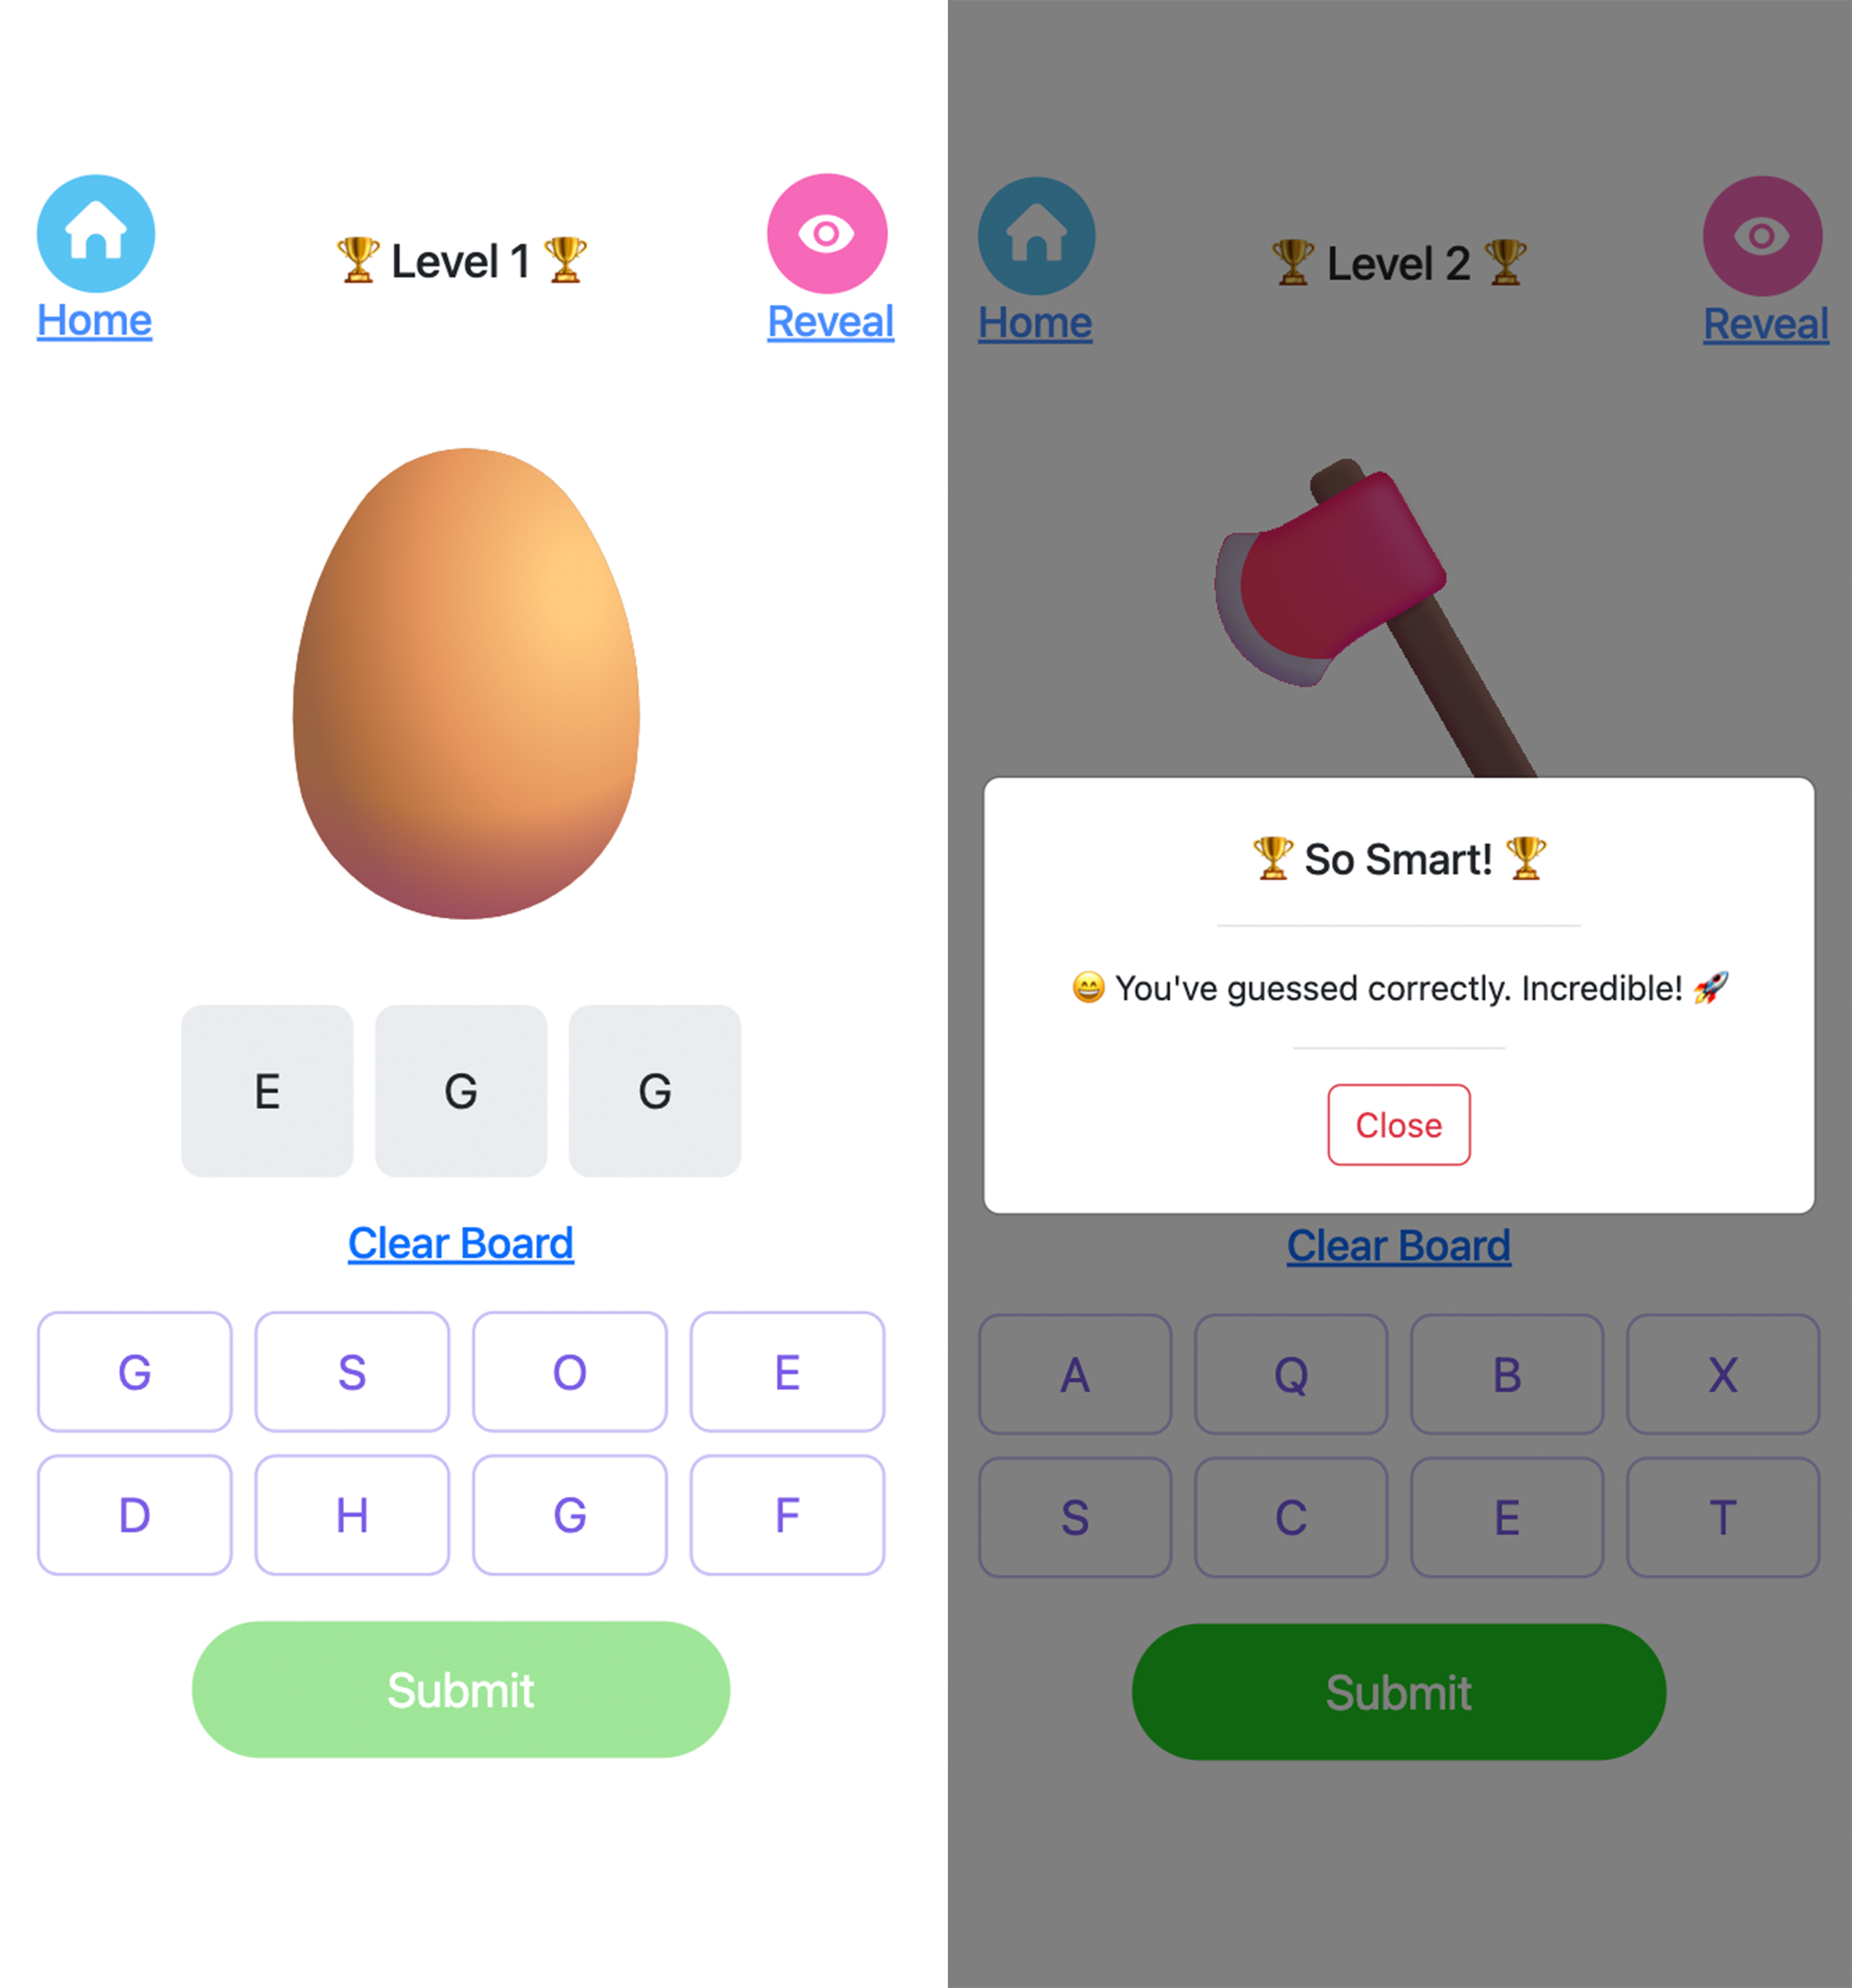 🏆 Level 1 🏆
Home
Reveal
E G G
Clear Board
G S O E
D H G F
Submit
🏆 Level 2 🏆
Home
Reveal
🏆 So Smart! 🏆
😄 You've guessed correctly. Incredible! 🚀
Close
Clear Board
A Q B X
S C E T
Submit